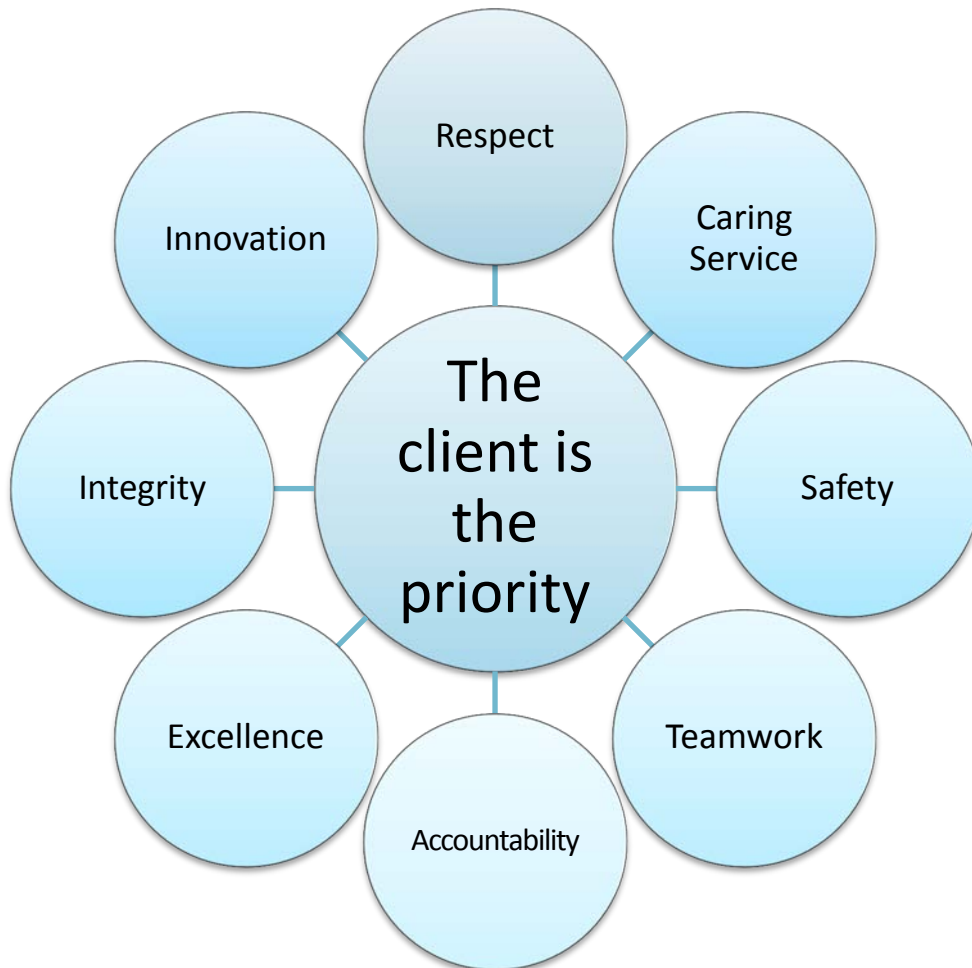 Respect
Caring
Service
Safety
Teamwork
Accountability
Excellence
Integrity
Innovation
The
client is
the
priority